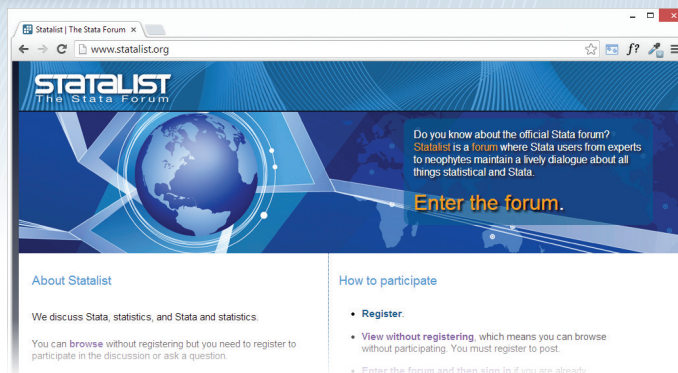 Statalist | The Stata Forum
www.statalist.org
f?
STATALIST
The Stata Forum
Do you know about the official Stata forum?
Statalist is a forum where Stata users from experts
to neophytes maintain a lively dialogue about all
things statistical and Stata.
Enter the forum.
About Statalist
We discuss Stata, statistics, and Stata and statistics.
You can browse without registering but you need to register to
participate in the discussion or ask a question.
How to participate
• Register.
• View without registering, which means you can browse
without participating. You must register to post.
• Enter the forum and then sign in if you are already